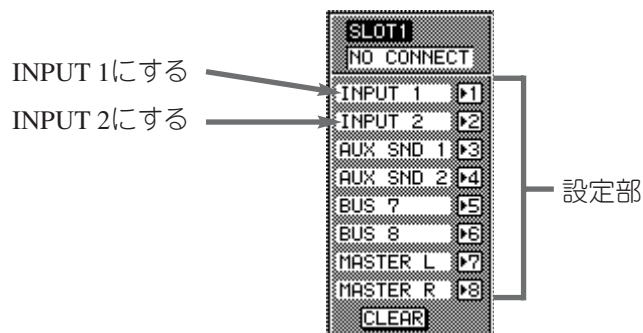 SLOT1
NO CONNECT
INPUT 1にする
INPUT 1 ▶1
INPUT 2にする
INPUT 2 ▶2
AUX SND 1 ▶3
AUX SND 2 ▶4
BUS 7 ▶5
設定部
BUS 8 ▶6
MASTER L ▶7
MASTER R ▶8
CLEAR